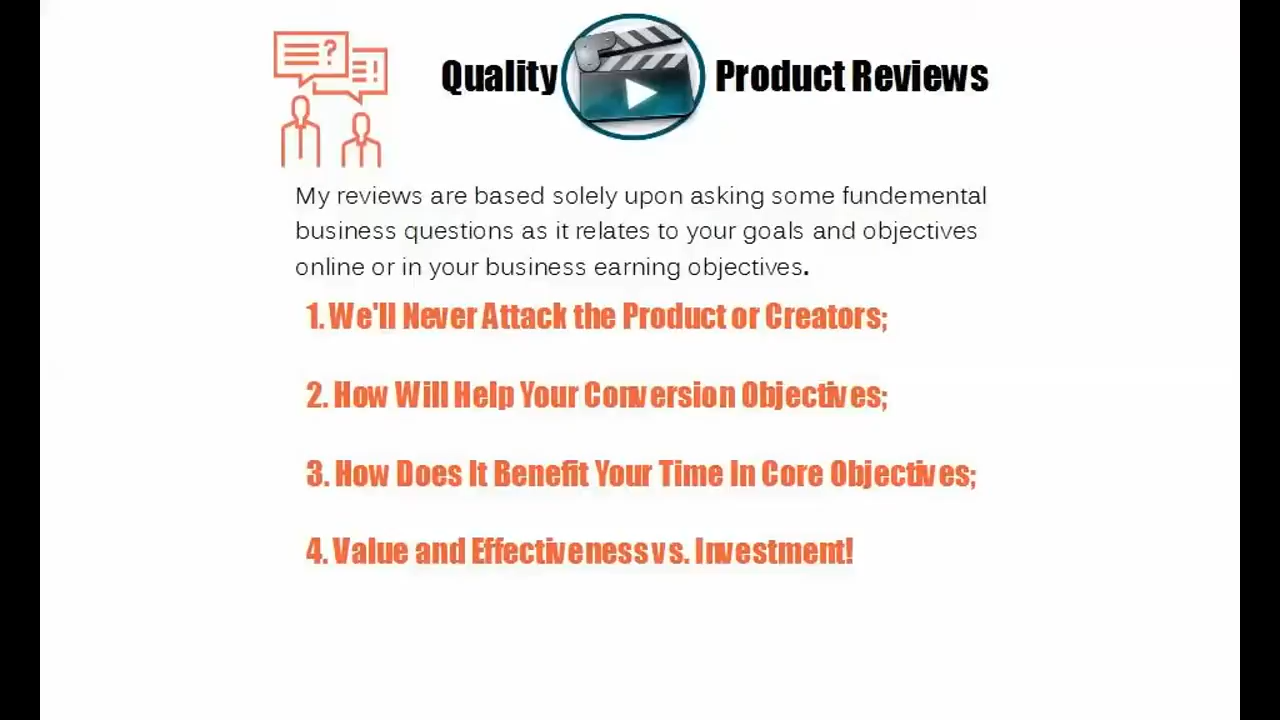 Quality Product Reviews
My reviews are based solely upon asking some fundemental
business questions as it relates to your goals and objectives
online or in your business earning objectives.
1. We'll Never Attack the Product or Creators;
2. How Will Help Your Conversion Objectives;
3. How Does It Benefit Your Time In Core Objectives;
4. Value and Effectiveness vs. Investment!